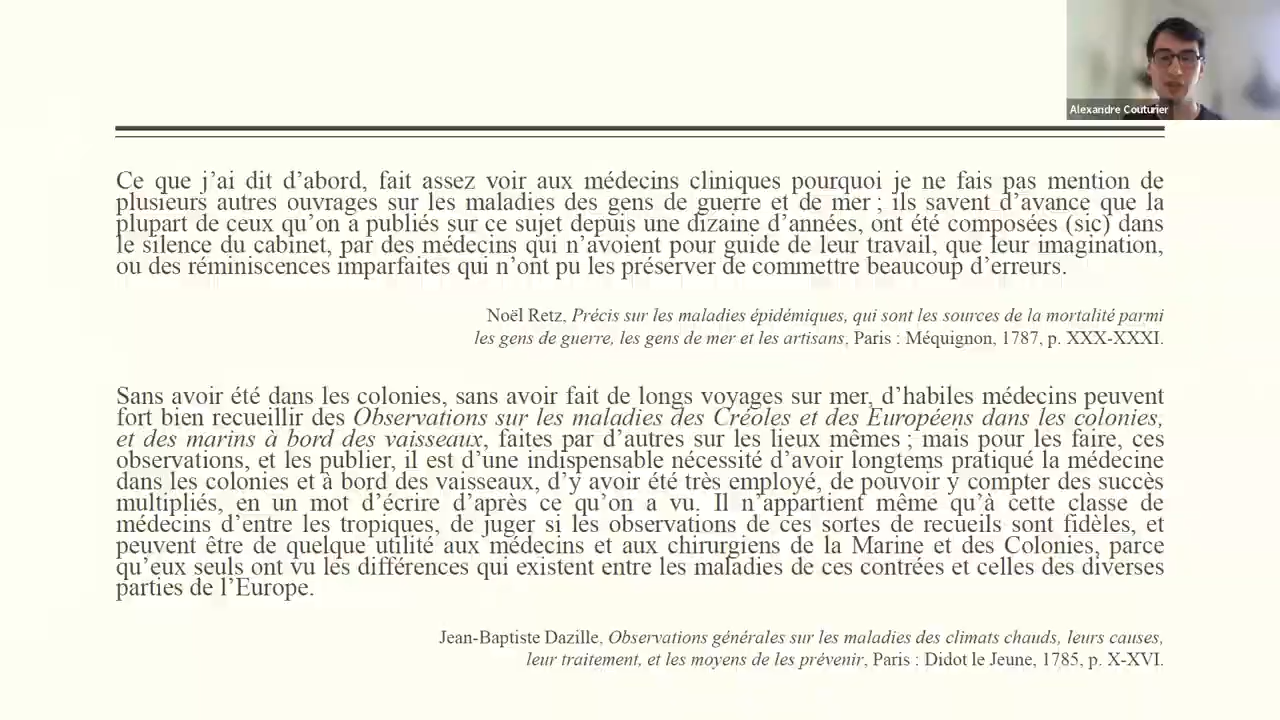 Alexandre Couturier
Ce que j’ai dit d’abord, fait assez voir aux médecins cliniques pourquoi je ne fais pas mention de
plusieurs autres ouvrages sur les maladies des gens de guerre et de mer ; ils savent d’avance que la
plupart de ceux qu’on a publiés sur ce sujet depuis une dizaine d’années, ont été composées (sic) dans
le silence du cabinet, par des médecins qui n’avoient pour guide de leur travail, que leur imagination,
ou des réminiscences imparfaites qui n’ont pu les préserver de commettre beaucoup d’erreurs.
Noël Retz, Précis sur les maladies épidémiques, qui sont les sources de la mortalité parmi
les gens de guerre, les gens de mer et les artisans, Paris : Méquignon, 1787, p. XXX-XXXI.
Sans avoir été dans les colonies, sans avoir fait de longs voyages sur mer, d’habiles médecins peuvent
fort bien recueillir des Observations sur les maladies des Créoles et des Européens dans les colonies,
et des marins à bord des vaisseaux, faites par d’autres sur les lieux mêmes ; mais pour les faire, ces
observations, et les publier, il est d’une indispensable nécessité d’avoir longtems pratiqué la médecine
dans les colonies et à bord des vaisseaux, d’y avoir été très employé, de pouvoir y compter des succès
multipliés, en un mot d’écrire d’après ce qu’on a vu. Il n’appartient même qu’à cette classe de
médecins d’entre les tropiques, de juger si les observations de ces sortes de recueils sont fidèles, et
peuvent être de quelque utilité aux médecins et aux chirurgiens de la Marine et des Colonies, parce
qu’eux seuls ont vu les différences qui existent entre les maladies de ces contrées et celles des diverses
parties de l’Europe.
Jean-Baptiste Dazille, Observations générales sur les maladies des climats chauds, leurs causes,
leur traitement, et les moyens de les prévenir, Paris : Didot le Jeune, 1785, p. X-XVI.